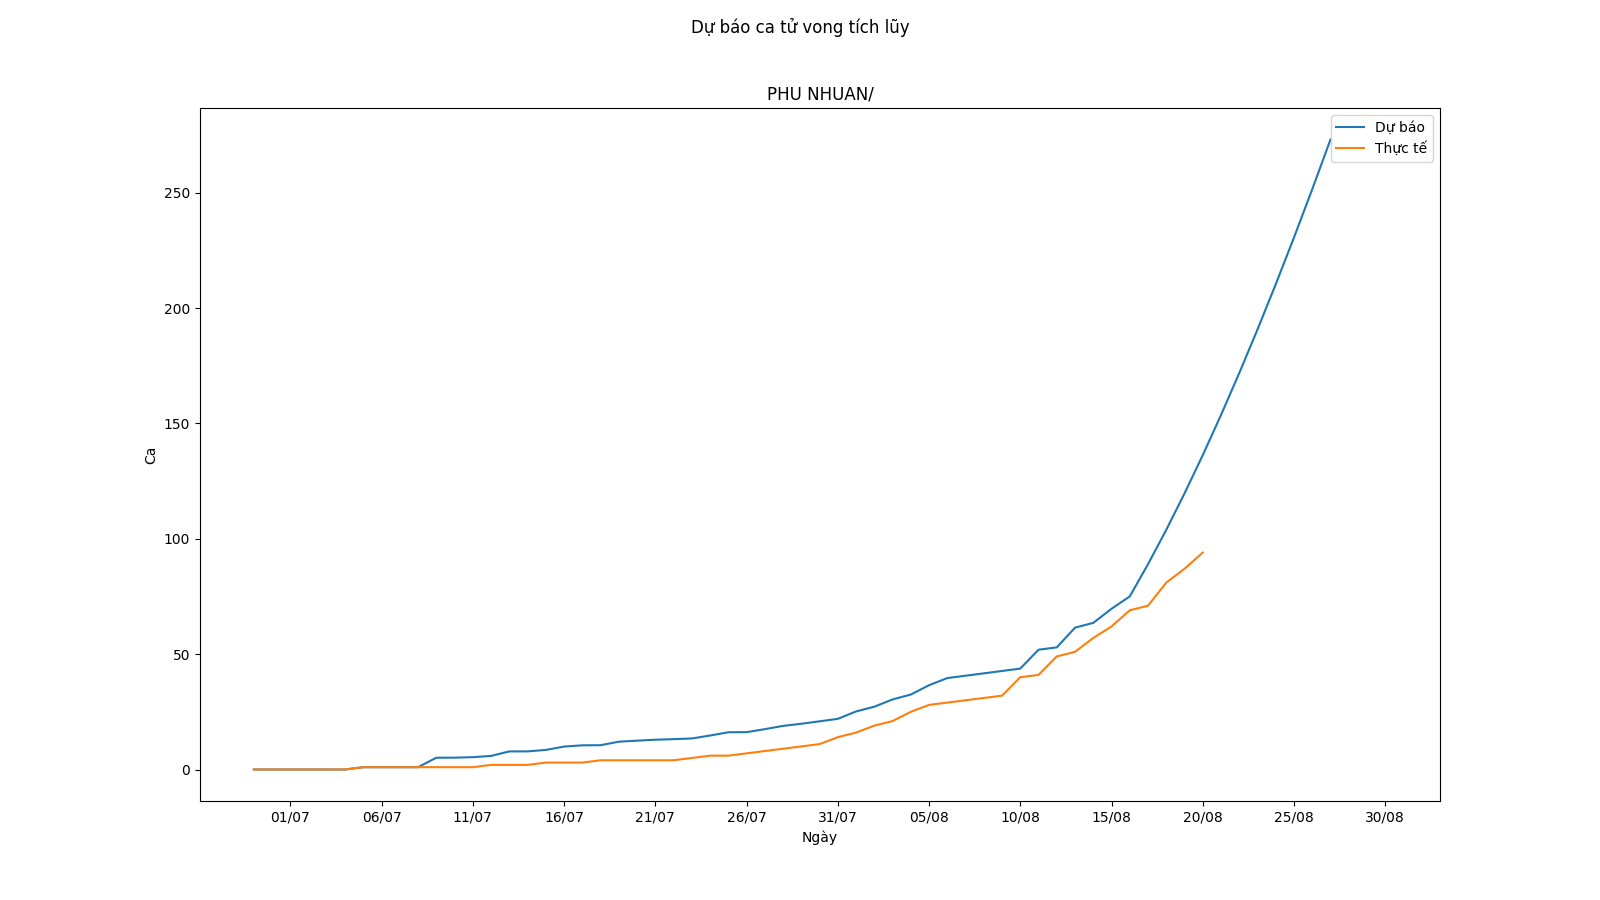 Dự báo ca tử vong tích lũy
PHU NHUAN/
Dự báo
Thực tế
250
200
150
100
50
0
Ca
01/07 06/07 11/07 16/07 21/07 26/07 31/07 05/08 10/08 15/08 20/08 25/08 30/08
Ngày